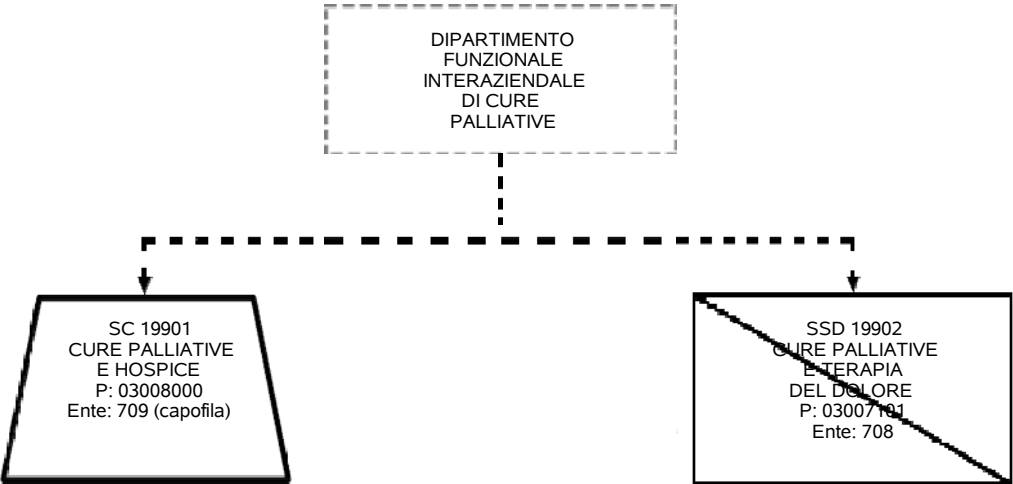 DIPARTIMENTO
FUNZIONALE
INTERAZIENDALE
DI CURE
PALLIATIVE
SC 19901
CURE PALLIATIVE
E HOSPICE
P: 03008000
Ente: 709 (capofila)
SSD 19902
CURE PALLIATIVE
E TERAPIA
DEL DOLORE
P: 03007101
Ente: 708